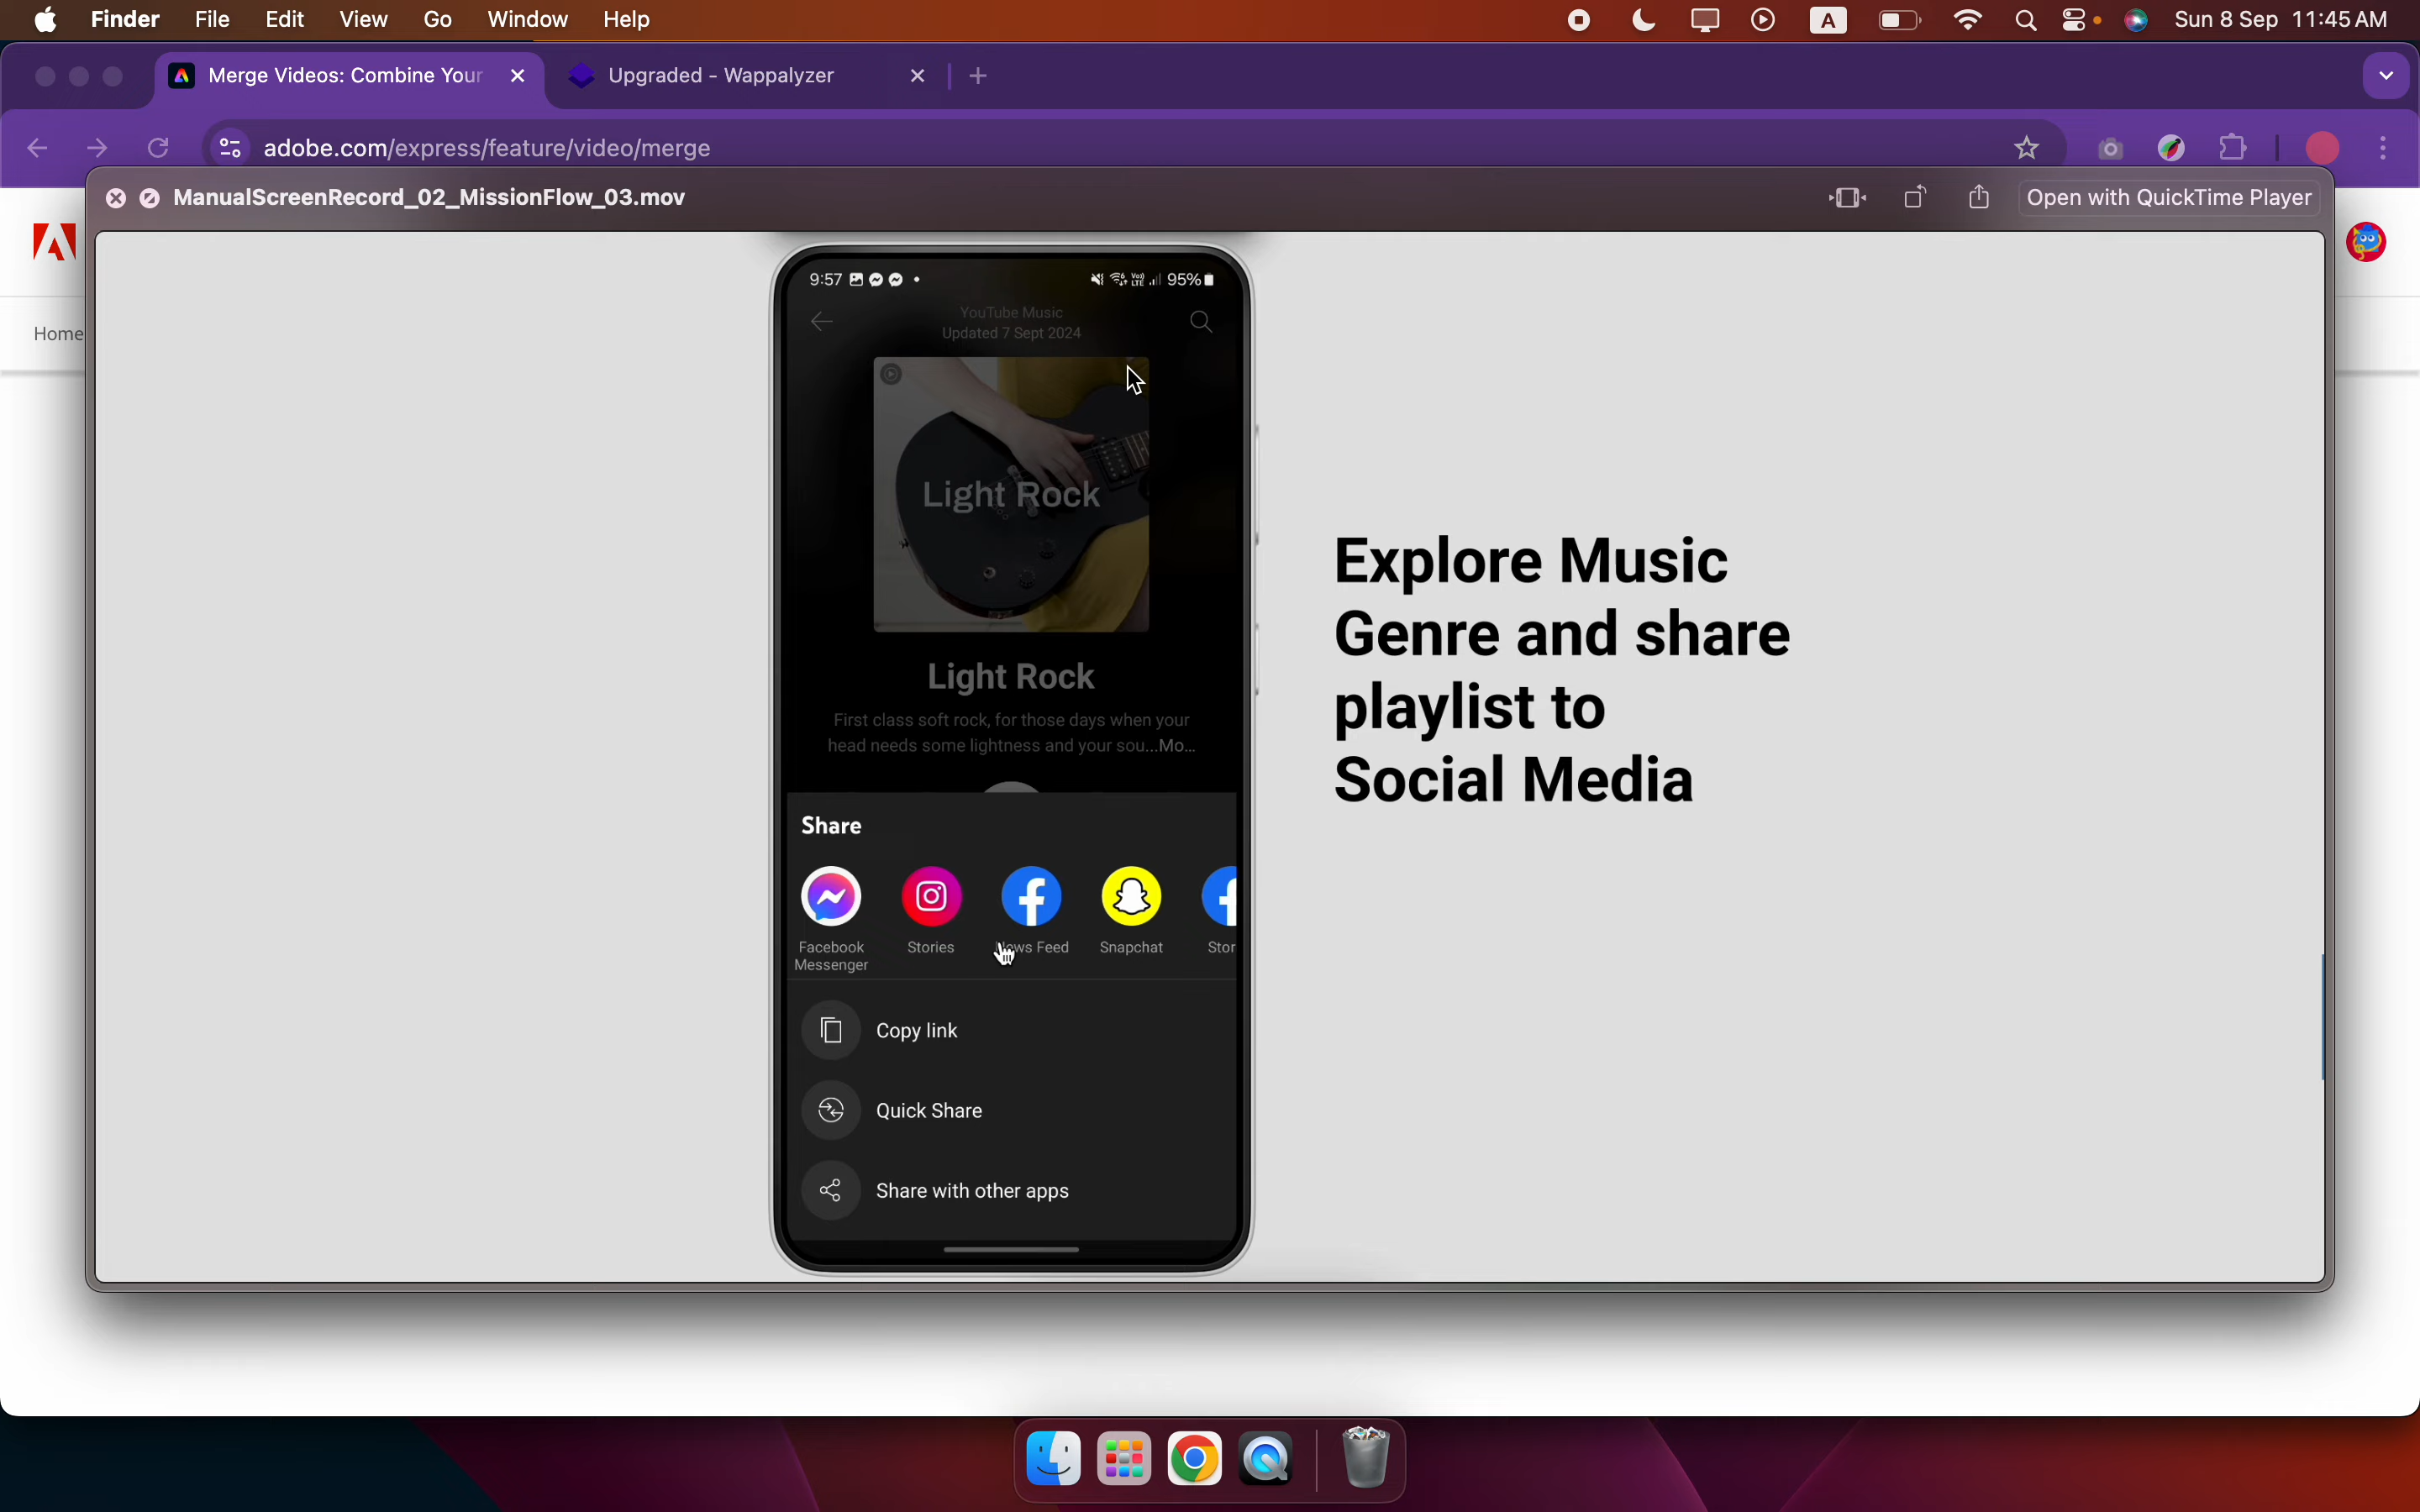 Finder File Edit View Go Window Help A Sun 8 Sep 11:45 AM
Merge Videos: Combine Your Upgraded - Wappalyzer
adobe.com/express/feature/video/merge
ManualScreenRecord_02_MissionFlow_03.mov Open with QuickTime Player
Home
9:57 95%
YouTube Music
Updated 7 Sept 2024
Light Rock
Light Rock
First class soft rock, for those days when your
head needs some lightness and your sou...Mo...
Explore Music
Genre and share
playlist to
Social Media
Share
Facebook Messenger Stories News Feed Snapchat Stor
Copy link
Quick Share
Share with other apps